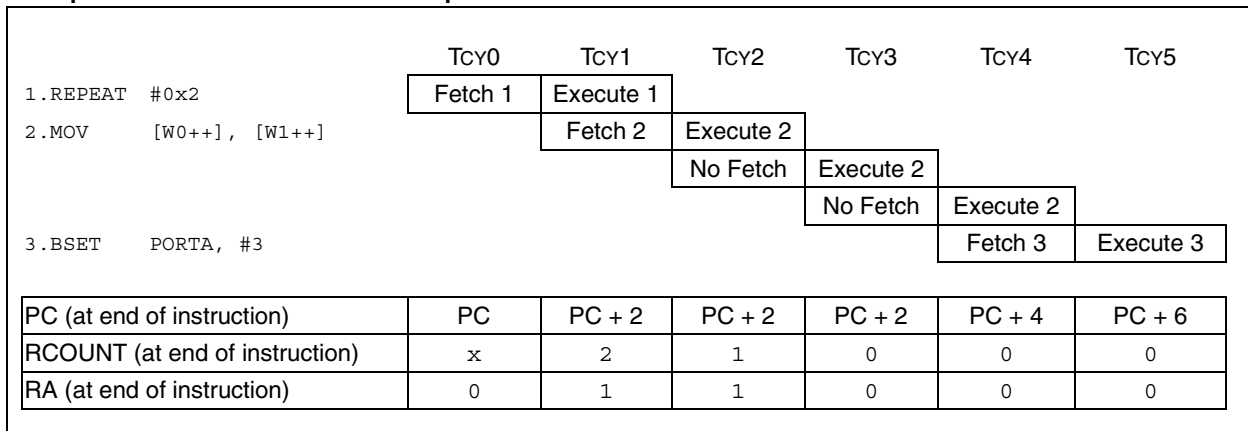 TCY0 TCY1 TCY2 TCY3 TCY4 TCY5
1.REPEAT #0x2 Fetch 1 Execute 1
2.MOV [W0++], [W1++] Fetch 2 Execute 2
No Fetch Execute 2
No Fetch Execute 2
3.BSET PORTA, #3 Fetch 3 Execute 3
PC (at end of instruction) PC PC + 2 PC + 2 PC + 2 PC + 4 PC + 6
RCOUNT (at end of instruction) x 2 1 0 0 0
RA (at end of instruction) 0 1 1 0 0 0